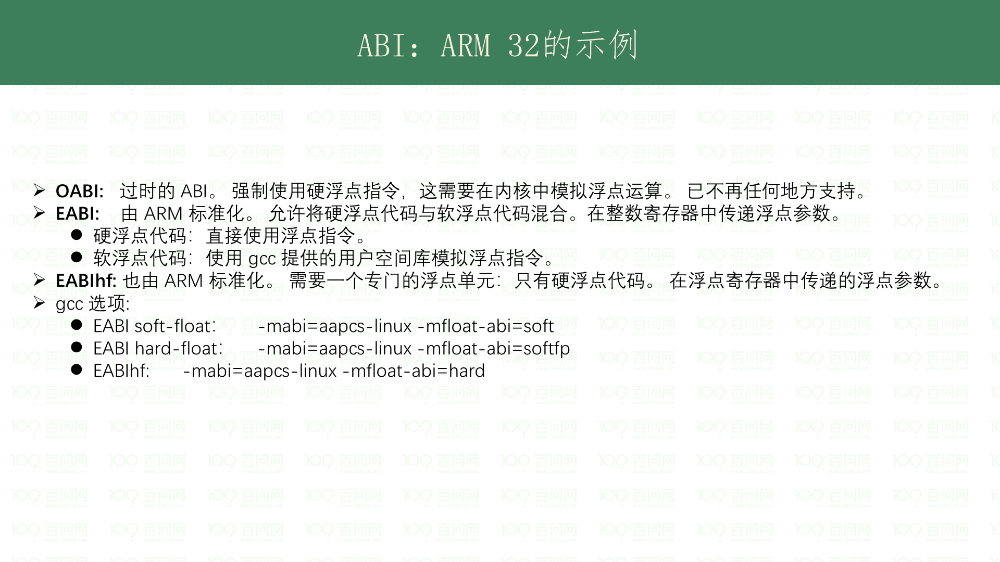 ABI：ARM 32的示例
OABI: 过时的 ABI。 强制使用硬浮点指令，这需要在内核中模拟浮点运算。 已不再任何地方支持。
EABI: 由 ARM 标准化。 允许将硬浮点代码与软浮点代码混合。在整数寄存器中传递浮点参数。
硬浮点代码：直接使用浮点指令。
软浮点代码：使用 gcc 提供的用户空间库模拟浮点指令。
EABIhf: 也由 ARM 标准化。 需要一个专门的浮点单元：只有硬浮点代码。 在浮点寄存器中传递的浮点参数。
gcc 选项:
EABI soft-float： -mabi=aapcs-linux -mfloat-abi=soft
EABI hard-float： -mabi=aapcs-linux -mfloat-abi=softfp
EABIhf: -mabi=aapcs-linux -mfloat-abi=hard
百问网
www.100ask.net